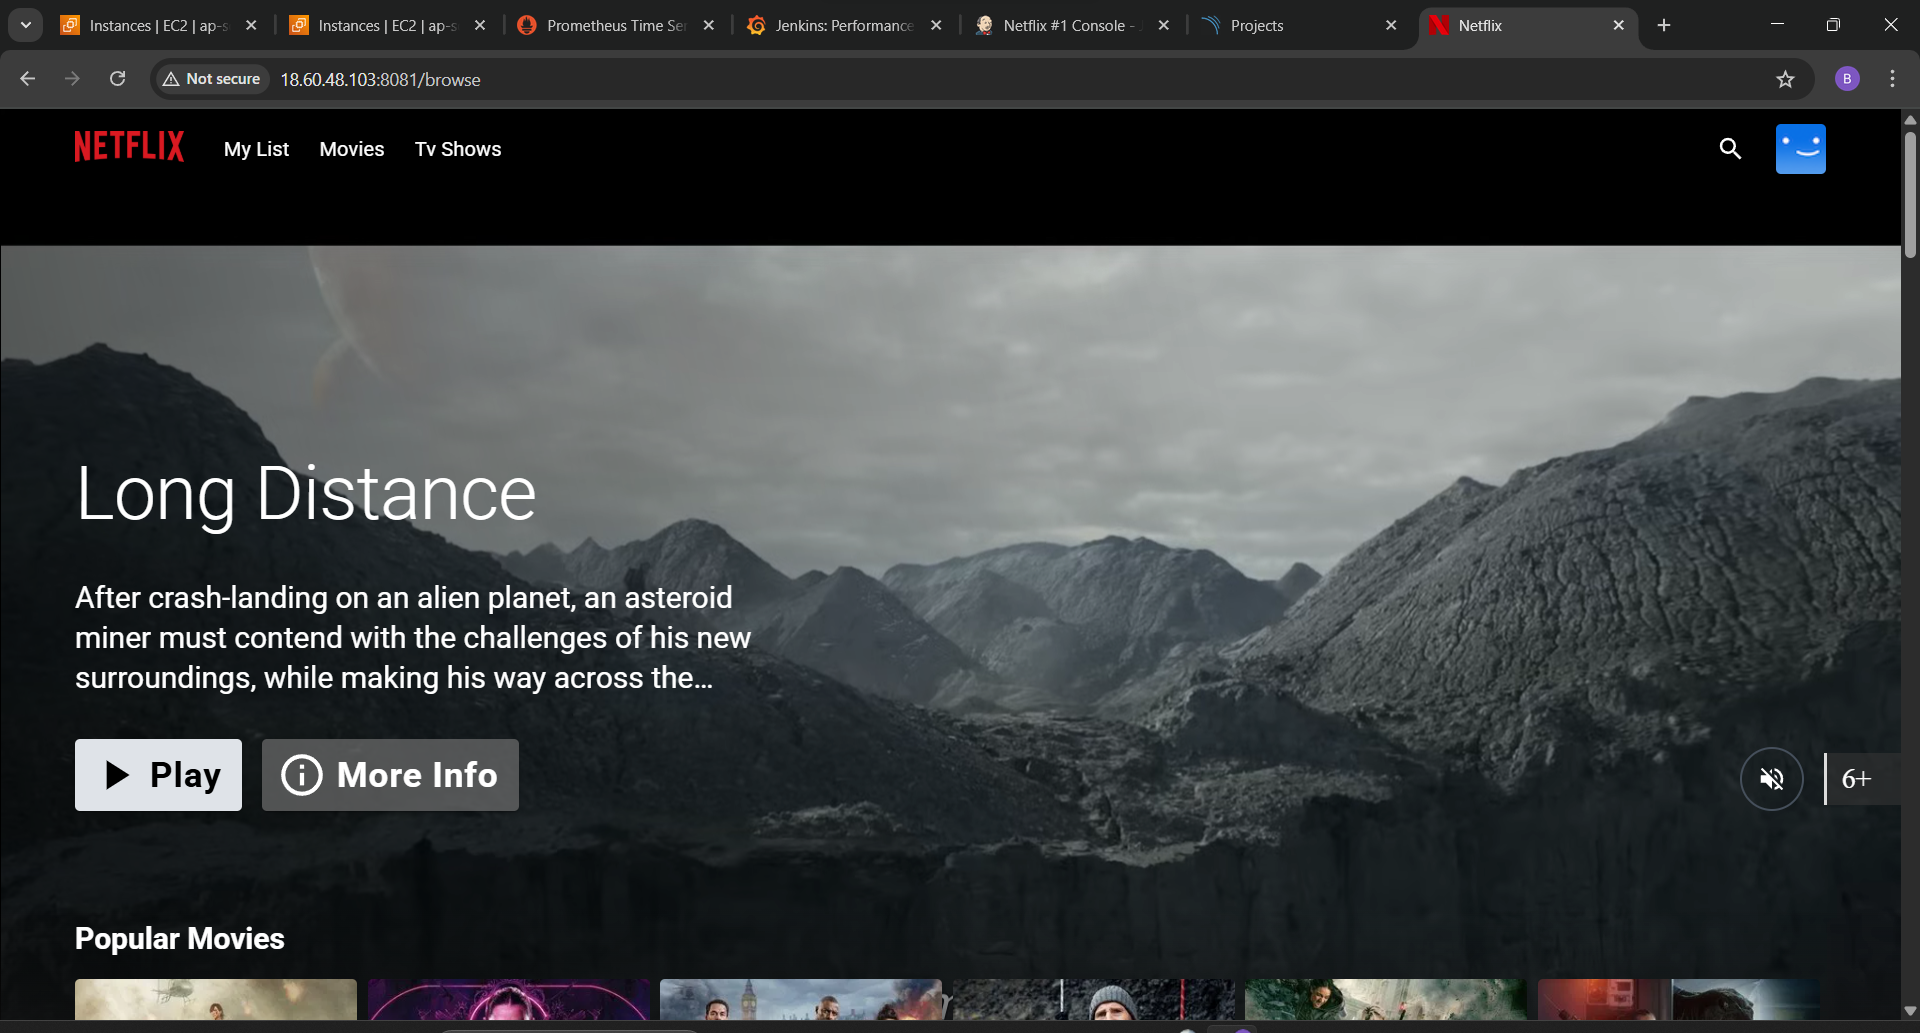 Instances | EC2 | ap-s
Instances | EC2 | ap-s
Prometheus Time Se
Jenkins: Performance
Netflix #1 Console -
Projects
Netflix
Not secure
18.60.48.103:8081/browse
B
NETFLIX
My List
Movies
Tv Shows
Long Distance
After crash-landing on an alien planet, an asteroid
miner must contend with the challenges of his new
surroundings, while making his way across the...
Play
More Info
6+
Popular Movies